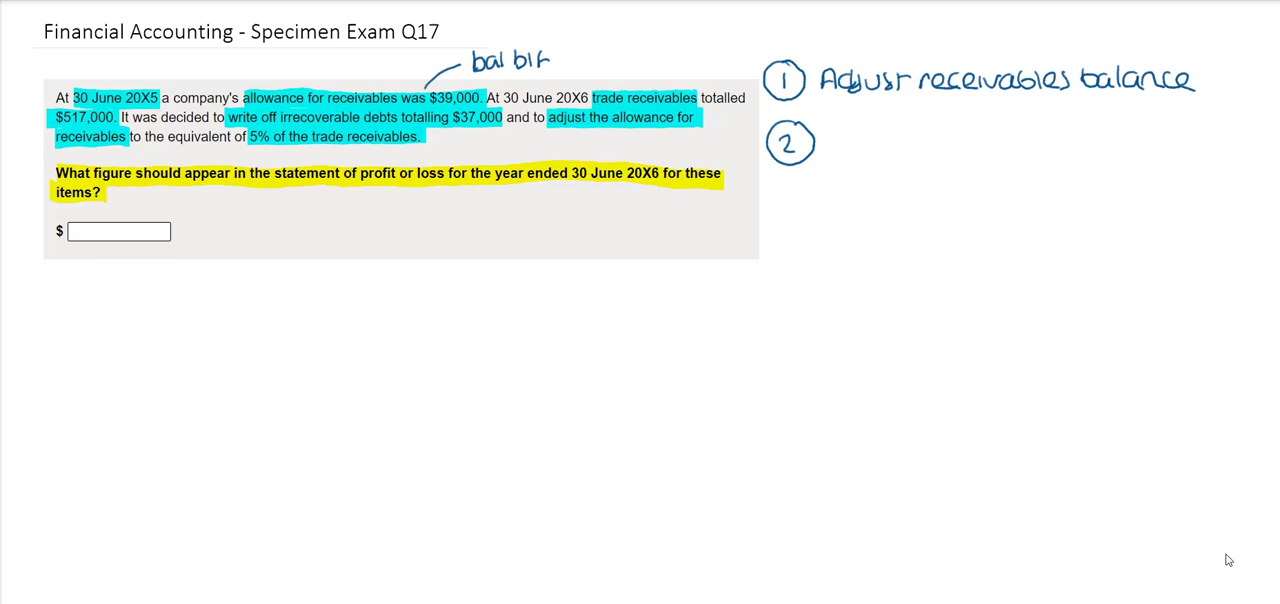 Financial Accounting - Specimen Exam Q17
bal b/f
① Adjust receivables balance
②
At 30 June 20X5 a company's allowance for receivables was $39,000. At 30 June 20X6 trade receivables totalled
$517,000. It was decided to write off irrecoverable debts totalling $37,000 and to adjust the allowance for
receivables to the equivalent of 5% of the trade receivables.
What figure should appear in the statement of profit or loss for the year ended 30 June 20X6 for these
items?
$